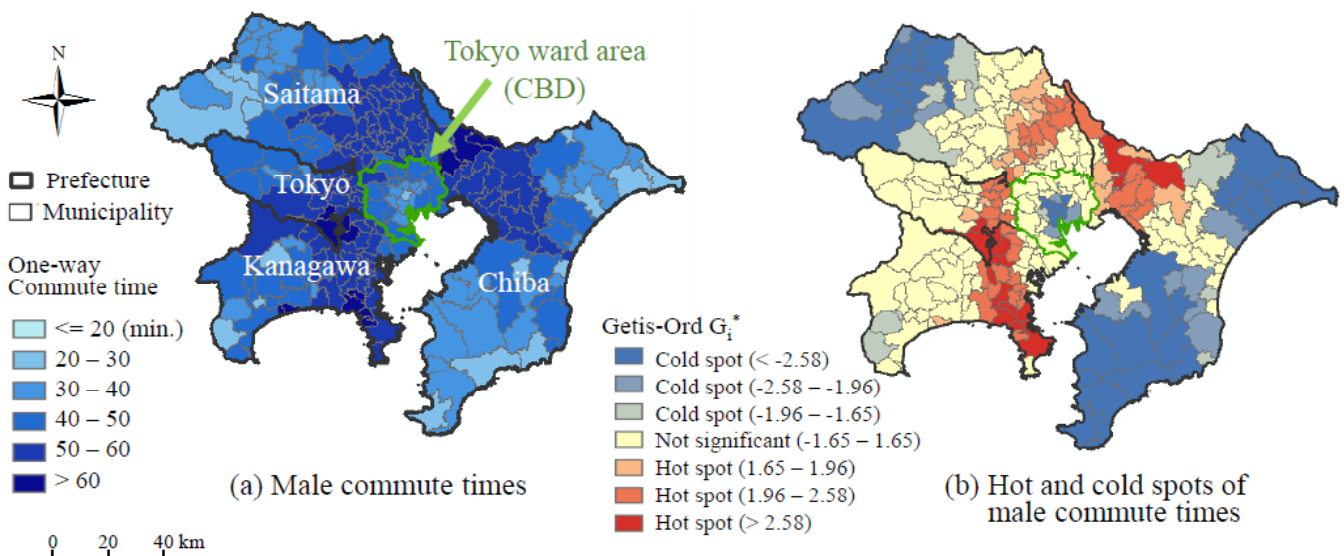 N
Prefecture
Municipality
One-way
Commute time
<= 20 (min.)
20 – 30
30 – 40
40 – 50
50 – 60
> 60
0 20 40 km
Saitama
Tokyo
Kanagawa
Chiba
Tokyo ward area
(CBD)
(a) Male commute times
Getis-Ord G_i^*
Cold spot (< -2.58)
Cold spot (-2.58 – -1.96)
Cold spot (-1.96 – -1.65)
Not significant (-1.65 – 1.65)
Hot spot (1.65 – 1.96)
Hot spot (1.96 – 2.58)
Hot spot (> 2.58)
(b) Hot and cold spots of
male commute times